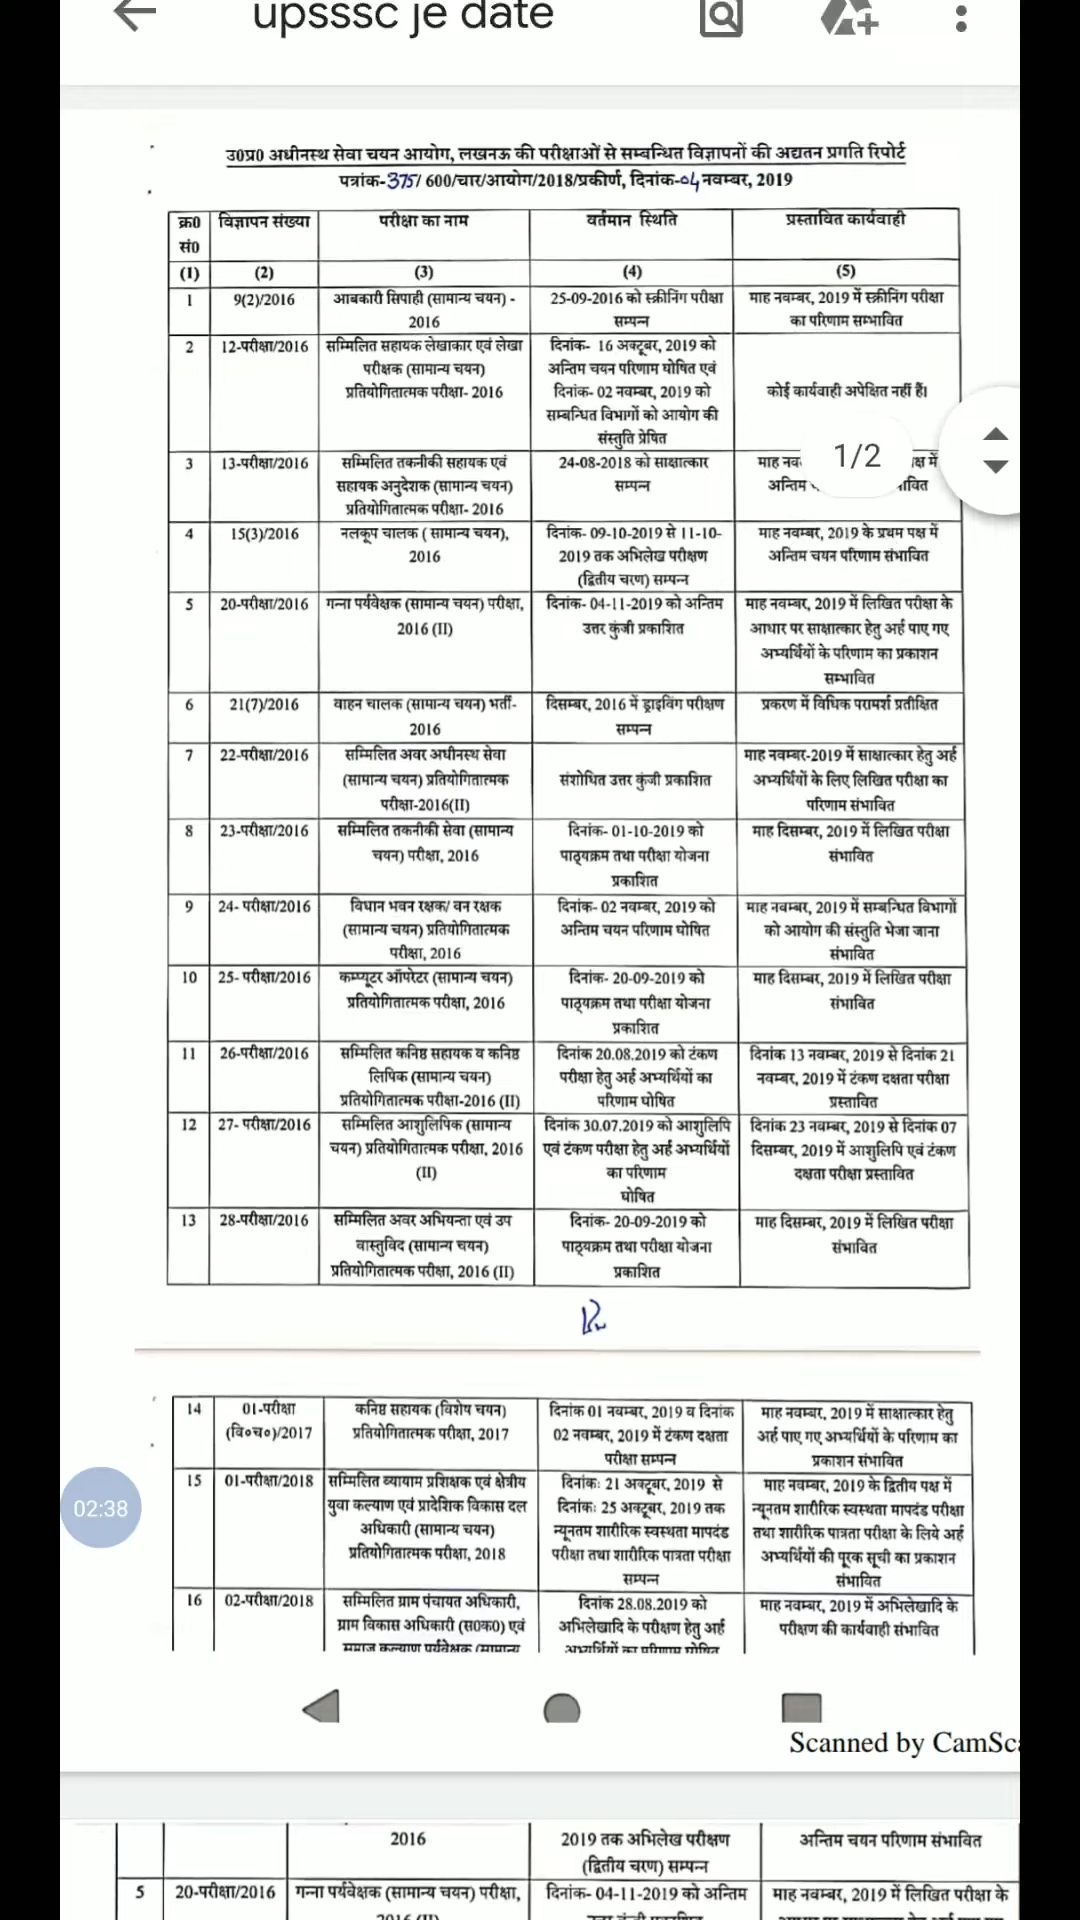 upsssc je date
उ0प्र0 अधीनस्थ सेवा चयन आयोग, लखनऊ की परीक्षाओं से सम्बन्धित विज्ञापनों की अद्यतन प्रगति रिपोर्ट
पत्रांक-375/ 600/चार/आयोग/2018/प्रकीर्ण, दिनांक-04 नवम्बर, 2019
क्र0 सं0 विज्ञापन संख्या परीक्षा का नाम वर्तमान स्थिति प्रस्तावित कार्यवाही
(1) (2) (3) (4) (5)
1 9(2)/2016 आबकारी सिपाही (सामान्य चयन) - 25-09-2016 को स्क्रीनिंग परीक्षा माह नवम्बर, 2019 में स्क्रीनिंग परीक्षा
2016 सम्पन्न का परिणाम सम्भावित
2 12-परीक्षा/2016 सम्मिलित सहायक लेखाकार एवं लेखा दिनांक- 16 अक्टूबर, 2019 को
परीक्षक (सामान्य चयन) अन्तिम चयन परिणाम घोषित एवं
प्रतियोगितात्मक परीक्षा- 2016 दिनांक- 02 नवम्बर, 2019 को कोई कार्यवाही अपेक्षित नहीं हैं।
सम्बन्धित विभागों को आयोग की
संस्तुति प्रेषित
3 13-परीक्षा/2016 सम्मिलित तकनीकी सहायक एवं 24-08-2018 को साक्षात्कार माह नव 1/2 क्ष में
सहायक अनुदेशक (सामान्य चयन) सम्पन्न अन्तिम
प्रतियोगितात्मक परीक्षा- 2016
4 15(3)/2016 नलकूप चालक ( सामान्य चयन), दिनांक- 09-10-2019 से 11-10- माह नवम्बर, 2019 के प्रथम पक्ष में
2016 2019 तक अभिलेख परीक्षण अन्तिम चयन परिणाम संभावित
(द्वितीय चरण) सम्पन्न
5 20-परीक्षा/2016 गन्ना पर्यवेक्षक (सामान्य चयन) परीक्षा, दिनांक- 04-11-2019 को अन्तिम माह नवम्बर, 2019 में लिखित परीक्षा के
2016 (II) उत्तर कुंजी प्रकाशित आधार पर साक्षात्कार हेतु अर्ह पाए गए
अभ्यर्थियों के परिणाम का प्रकाशन
सम्भावित
6 21(7)/2016 वाहन चालक (सामान्य चयन) भर्ती- दिसम्बर, 2016 में ड्राइविंग परीक्षण प्रकरण में विधिक परामर्श प्रतीक्षित
2016 सम्पन्न
7 22-परीक्षा/2016 सम्मिलित अवर अधीनस्थ सेवा माह नवम्बर-2019 में साक्षात्कार हेतु अर्ह
(सामान्य चयन) प्रतियोगितात्मक संशोधित उत्तर कुंजी प्रकाशित अभ्यर्थियों के लिए लिखित परीक्षा का
परीक्षा-2016(II) परिणाम संभावित
8 23-परीक्षा/2016 सम्मिलित तकनीकी सेवा (सामान्य दिनांक- 01-10-2019 को माह दिसम्बर, 2019 में लिखित परीक्षा
चयन) परीक्षा, 2016 पाठ्यक्रम तथा परीक्षा योजना संभावित
प्रकाशित
9 24- परीक्षा/2016 विधान भवन रक्षक/ वन रक्षक दिनांक- 02 नवम्बर, 2019 को माह नवम्बर, 2019 में सम्बन्धित विभागों
(सामान्य चयन) प्रतियोगितात्मक अन्तिम चयन परिणाम घोषित को आयोग की संस्तुति भेजा जाना
परीक्षा, 2016 संभावित
10 25- परीक्षा/2016 कम्प्यूटर ऑपरेटर (सामान्य चयन) दिनांक- 20-09-2019 को माह दिसम्बर, 2019 में लिखित परीक्षा
प्रतियोगितात्मक परीक्षा, 2016 पाठ्यक्रम तथा परीक्षा योजना संभावित
प्रकाशित
11 26-परीक्षा/2016 सम्मिलित कनिष्ठ सहायक व कनिष्ठ दिनांक 20.08.2019 को टंकण दिनांक 13 नवम्बर, 2019 से दिनांक 21
लिपिक (सामान्य चयन) परीक्षा हेतु अर्ह अभ्यर्थियों का नवम्बर, 2019 में टंकण दक्षता परीक्षा
प्रतियोगितात्मक परीक्षा-2016 (II) परिणाम घोषित प्रस्तावित
12 27- परीक्षा/2016 सम्मिलित आशुलिपिक (सामान्य दिनांक 30.07.2019 को आशुलिपि दिनांक 23 नवम्बर, 2019 से दिनांक 07
चयन) प्रतियोगितात्मक परीक्षा, 2016 एवं टंकण परीक्षा हेतु अर्ह अभ्यर्थियों दिसम्बर, 2019 में आशुलिपि एवं टंकण
(II) का परिणाम दक्षता परीक्षा प्रस्तावित
घोषित
13 28-परीक्षा/2016 सम्मिलित अवर अभियन्ता एवं उप दिनांक- 20-09-2019 को माह दिसम्बर, 2019 में लिखित परीक्षा
वास्तुविद (सामान्य चयन) पाठ्यक्रम तथा परीक्षा योजना संभावित
प्रतियोगितात्मक परीक्षा, 2016 (II) प्रकाशित
14 01-परीक्षा कनिष्ठ सहायक (विशेष चयन) दिनांक 01 नवम्बर, 2019 व दिनांक माह नवम्बर, 2019 में साक्षात्कार हेतु
(वि०च०)/2017 प्रतियोगितात्मक परीक्षा, 2017 02 नवम्बर, 2019 में टंकण दक्षता अर्ह पाए गए अभ्यर्थियों के परिणाम का
परीक्षा सम्पन्न प्रकाशन संभावित
15 01-परीक्षा/2018 सम्मिलित व्यायाम प्रशिक्षक एवं क्षेत्रीय दिनांकः 21 अक्टूबर, 2019 से माह नवम्बर, 2019 के द्वितीय पक्ष में
02:38 युवा कल्याण एवं प्रादेशिक विकास दल दिनांकः 25 अक्टूबर, 2019 तक न्यूनतम शारीरिक स्वस्थता मापदंड परीक्षा
अधिकारी (सामान्य चयन) न्यूनतम शारीरिक स्वस्थता मापदंड तथा शारीरिक पात्रता परीक्षा के लिये अर्ह
प्रतियोगितात्मक परीक्षा, 2018 परीक्षा तथा शारीरिक पात्रता परीक्षा अभ्यर्थियों की पूरक सूची का प्रकाशन
सम्पन्न संभावित
16 02-परीक्षा/2018 सम्मिलित ग्राम पंचायत अधिकारी, दिनांक 28.08.2019 को माह नवम्बर, 2019 में अभिलेखादि के
ग्राम विकास अधिकारी (स0क0) एवं अभिलेखादि के परीक्षण हेतु अर्ह परीक्षण की कार्यवाही संभावित
समाज कल्याण पर्यवेक्षक (सामान्य अभ्यर्थियों का परिणाम घोषित
Scanned by CamSc
2016 2019 तक अभिलेख परीक्षण अन्तिम चयन परिणाम संभावित
(द्वितीय चरण) सम्पन्न
5 20-परीक्षा/2016 गन्ना पर्यवेक्षक (सामान्य चयन) परीक्षा, दिनांक- 04-11-2019 को अन्तिम माह नवम्बर, 2019 में लिखित परीक्षा के